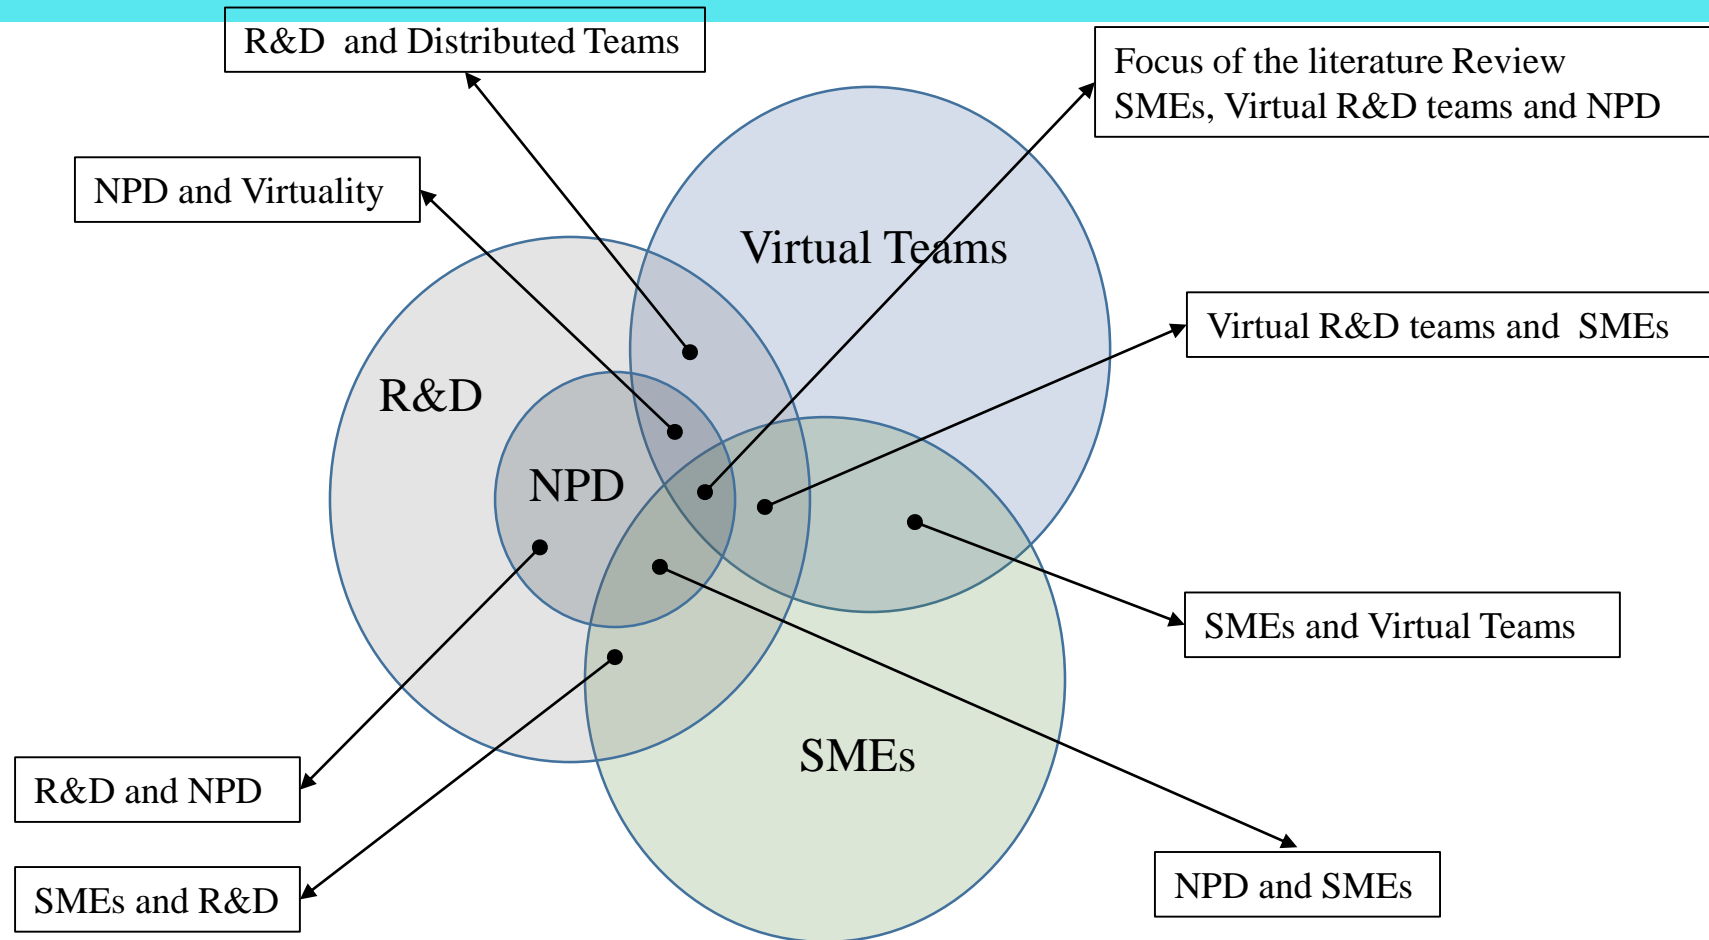 R&D and Distributed Teams
Focus of the literature Review
SMEs, Virtual R&D teams and NPD
NPD and Virtuality
Virtual Teams
Virtual R&D teams and SMEs
R&D
NPD
SMEs and Virtual Teams
SMEs
R&D and NPD
NPD and SMEs
SMEs and R&D